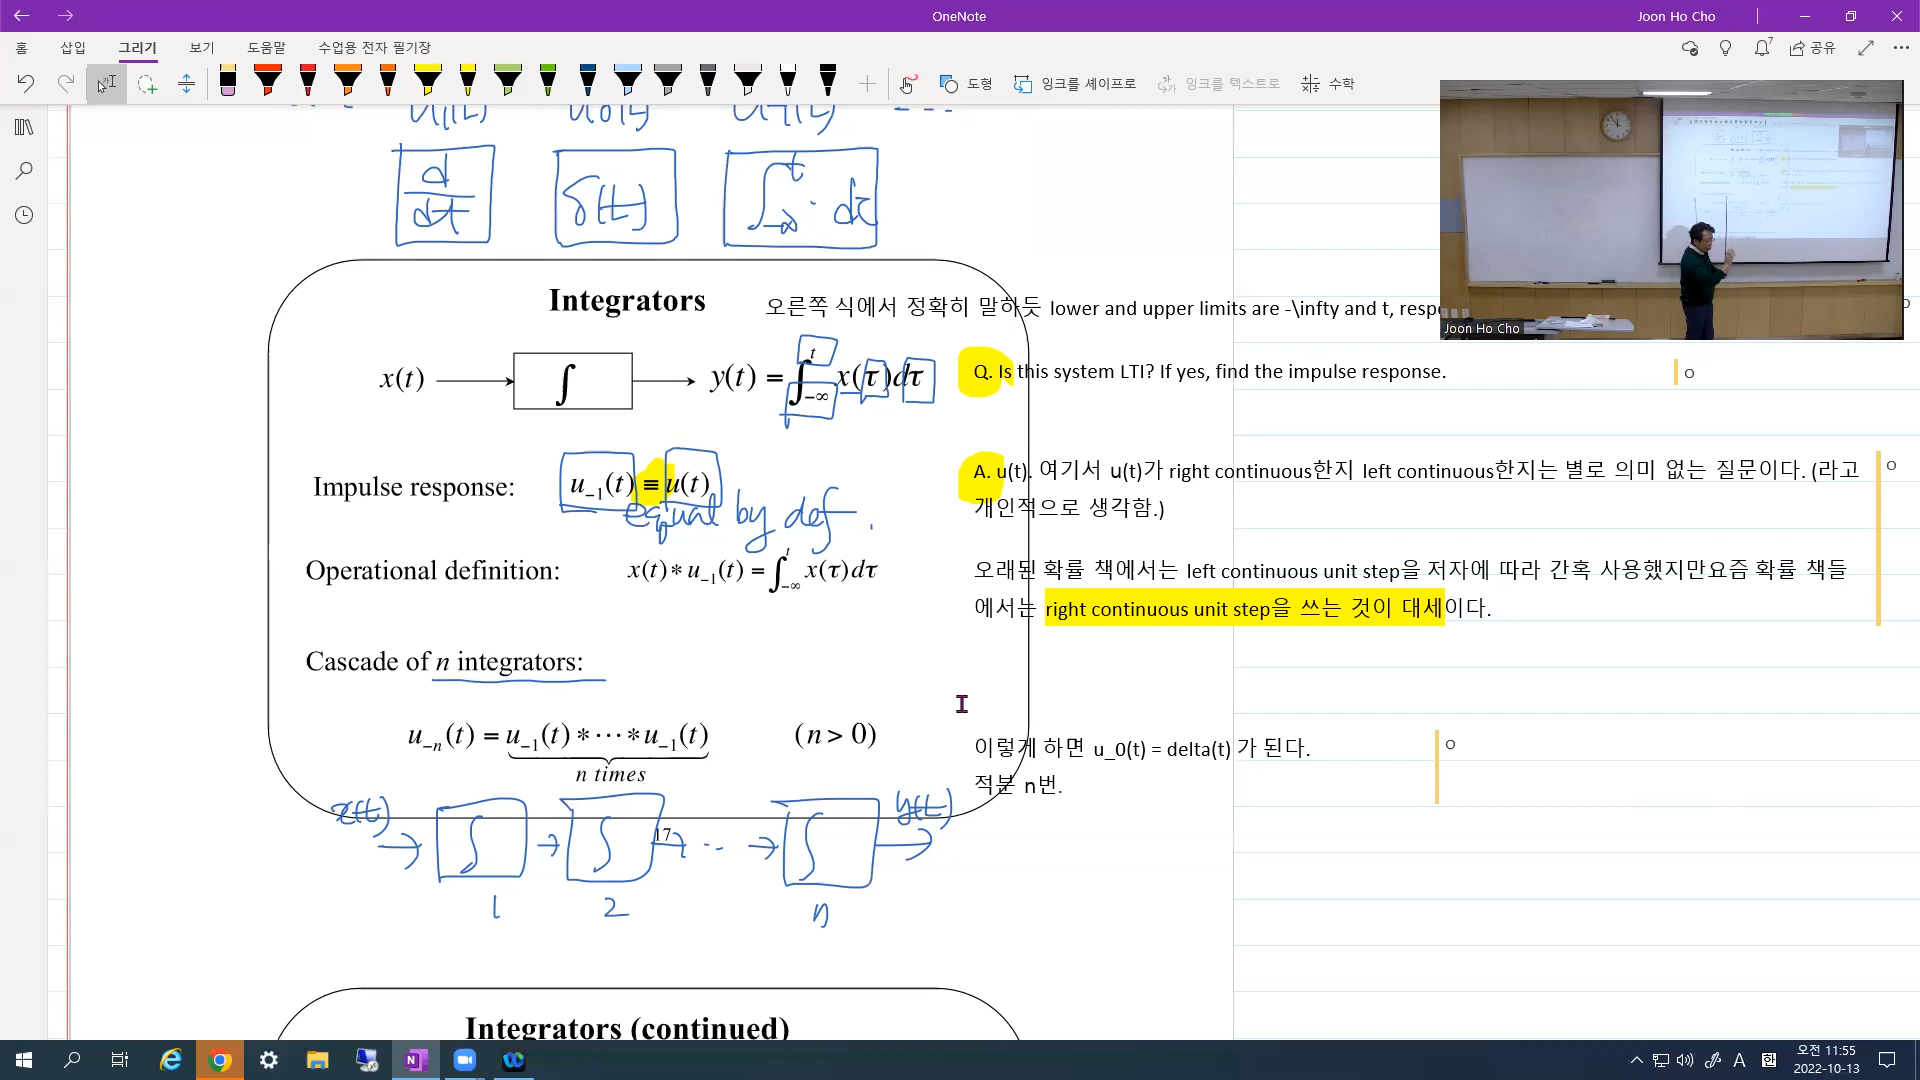 OneNote
Joon Ho Cho
홈 삽입 그리기 보기 도움말 수업용 전자 필기장
공유
도형 잉크를 셰이프로 잉크를 텍스트로 수학
d/dt
δ(t)
∫_{-∞}^{t} · dτ
Integrators
오른쪽 식에서 정확히 말하듯 lower and upper limits are -\infty and t, resp
Joon Ho Cho
x(t) ∫ y(t) = ∫_{-∞}^{t} x(τ)dτ
Q. Is this system LTI? If yes, find the impulse response.
Impulse response: u_{-1}(t) ≡ u(t)
equal by def.
A. u(t). 여기서 u(t)가 right continuous한지 left continuous한지는 별로 의미 없는 질문이다. (라고
개인적으로 생각함.)
Operational definition: x(t) * u_{-1}(t) = ∫_{-∞}^{t} x(τ)dτ
오래된 확률 책에서는 left continuous unit step을 저자에 따라 간혹 사용했지만요즘 확률 책들
에서는 right continuous unit step을 쓰는 것이 대세이다.
Cascade of n integrators:
u_{-n}(t) = u_{-1}(t) * ⋯ * u_{-1}(t) (n > 0)
n times
이렇게 하면 u_0(t) = delta(t) 가 된다.
적분 n번.
x(t) → ∫ → ∫ → ·· → ∫ → y(t)
17
1 2 n
Integrators (continued)
A 한 오전 11:55
2022-10-13